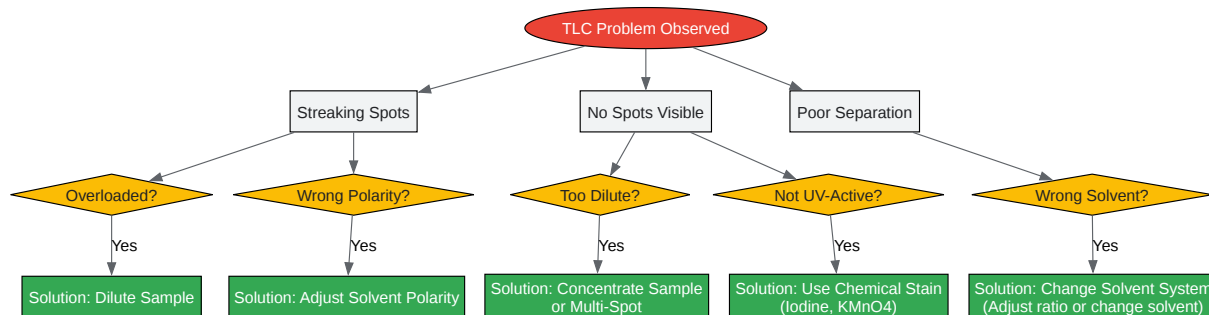 TLC Problem Observed
Streaking Spots
No Spots Visible
Poor Separation
Overloaded?
Wrong Polarity?
Too Dilute?
Not UV-Active?
Wrong Solvent?
Yes
Yes
Yes
Yes
Yes
Solution: Dilute Sample
Solution: Adjust Solvent Polarity
Solution: Concentrate Sample
or Multi-Spot
Solution: Use Chemical Stain
(Iodine, KMnO4)
Solution: Change Solvent System
(Adjust ratio or change solvent)